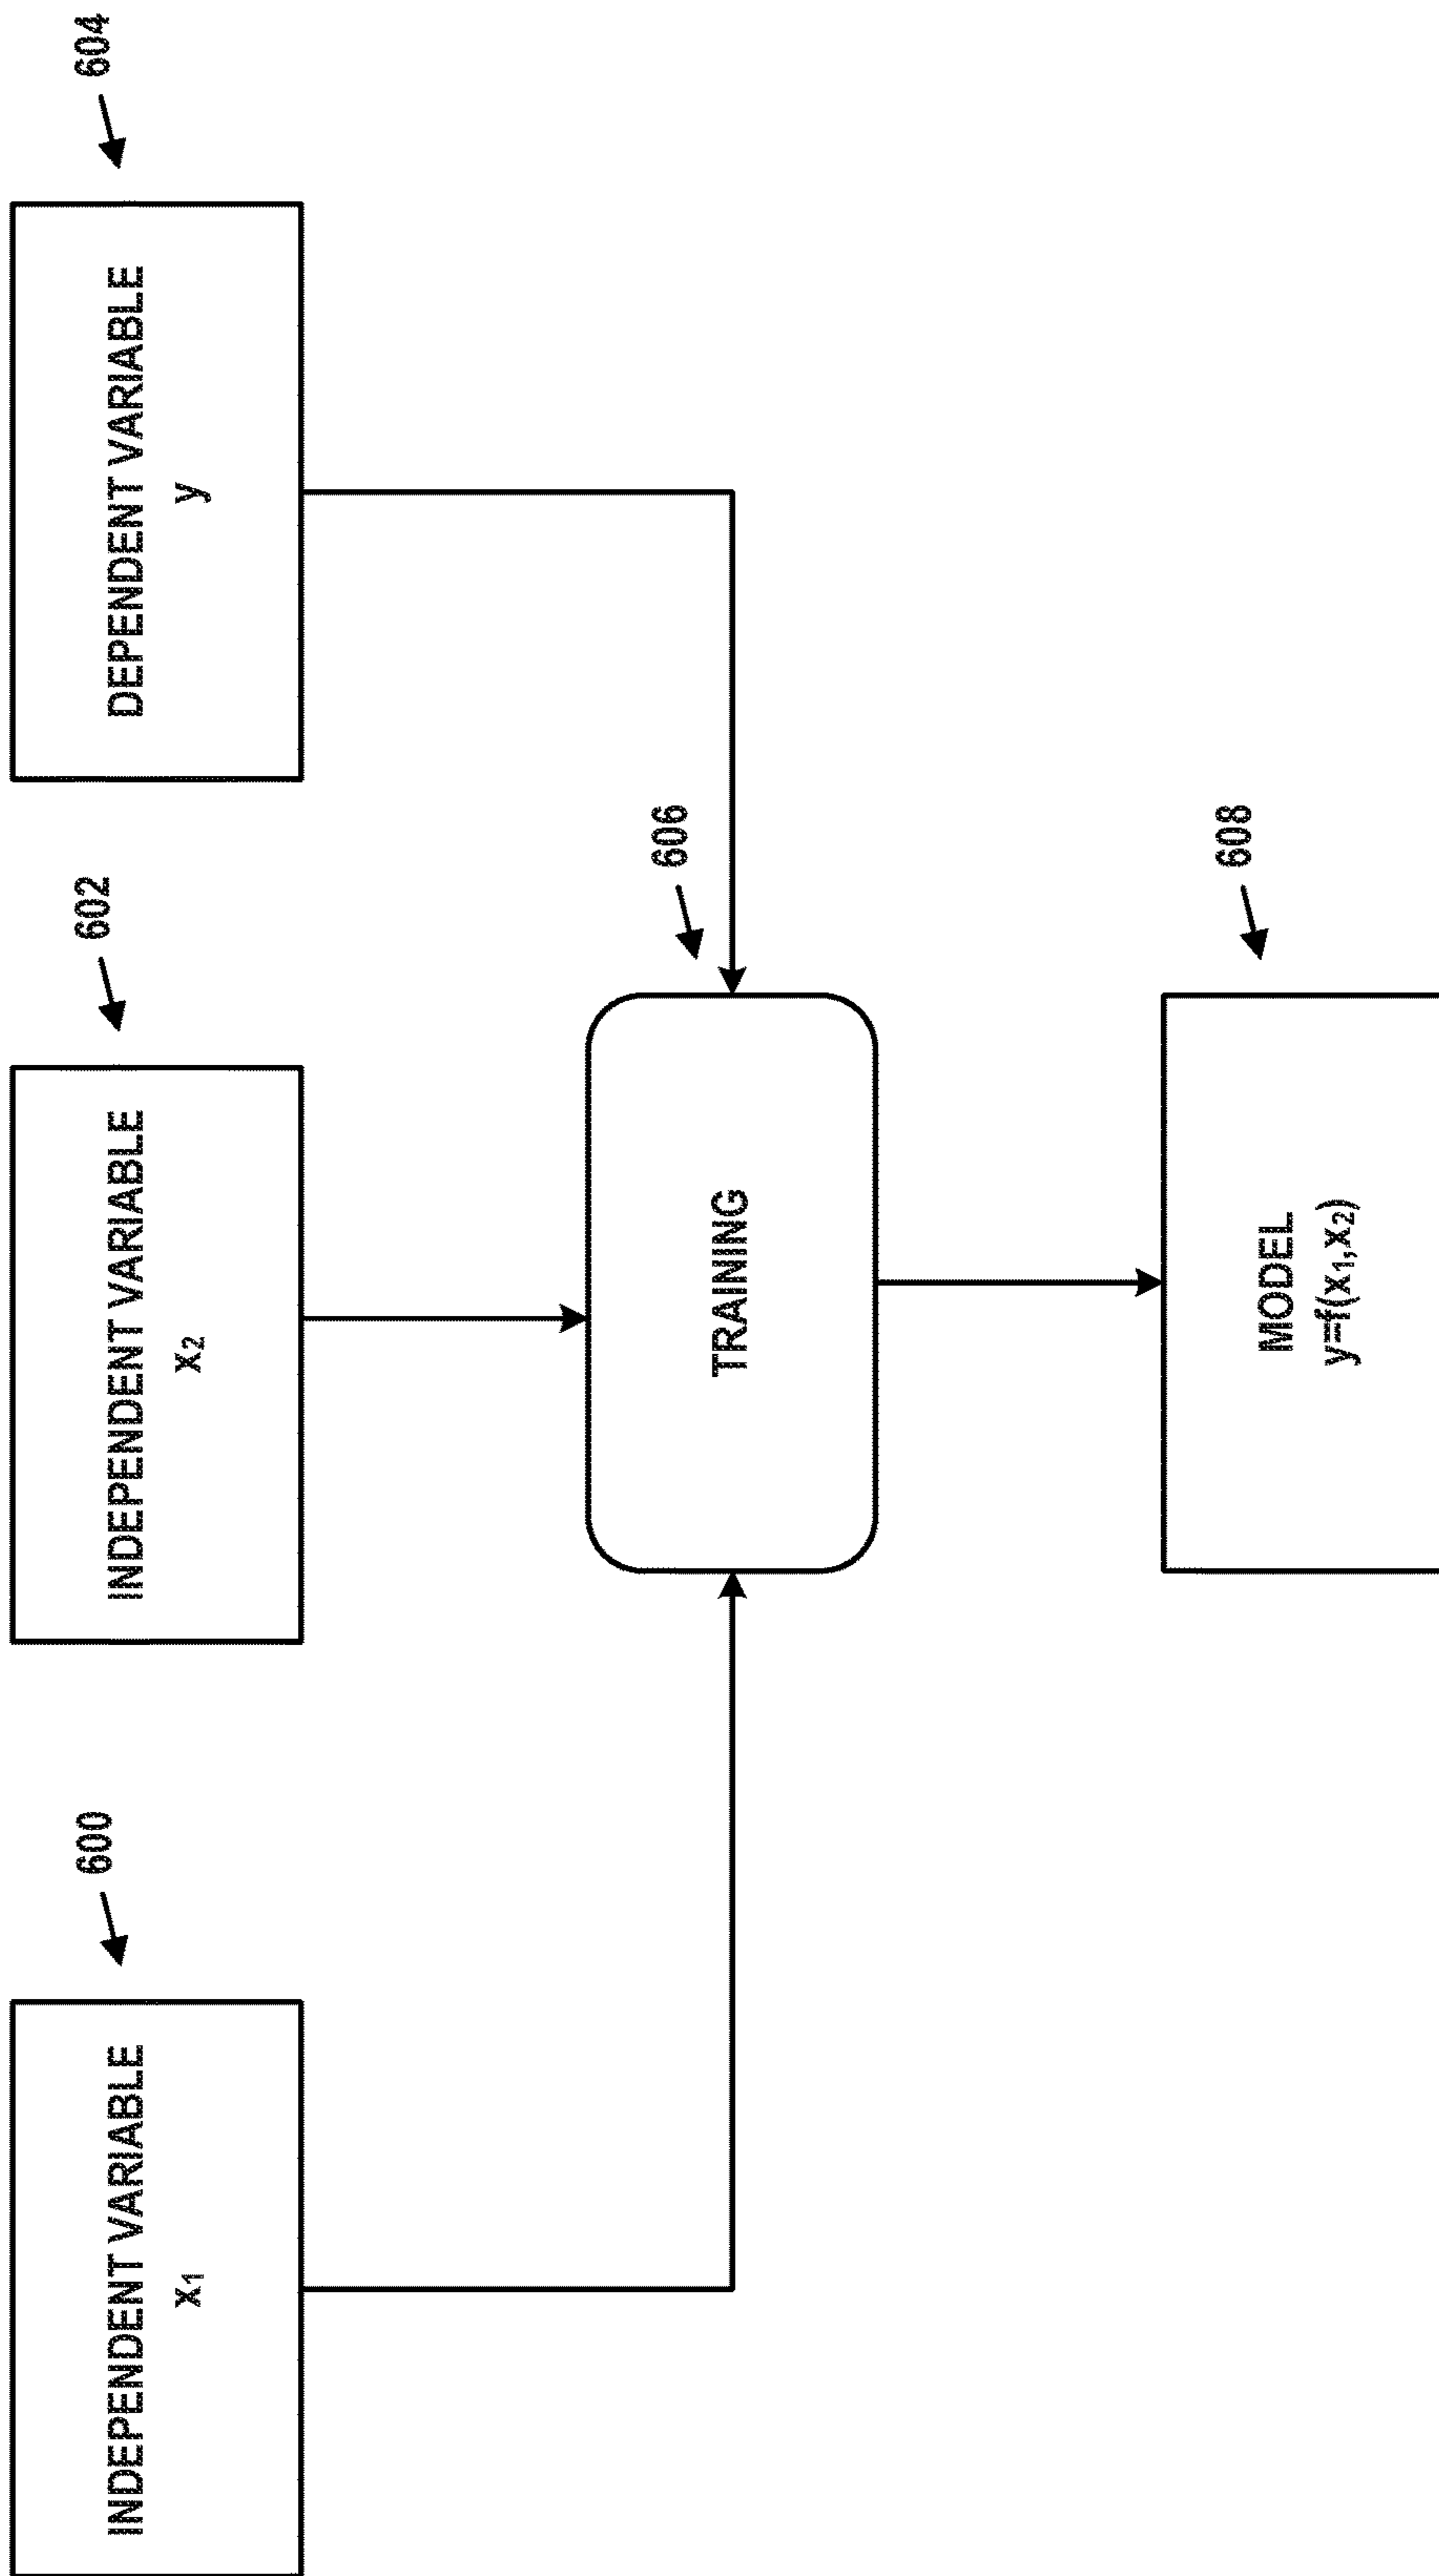 600
INDEPENDENT VARIABLE
x₁
602
INDEPENDENT VARIABLE
x₂
604
DEPENDENT VARIABLE
y
606
TRAINING
608
MODEL
y=f(x₁,x₂)